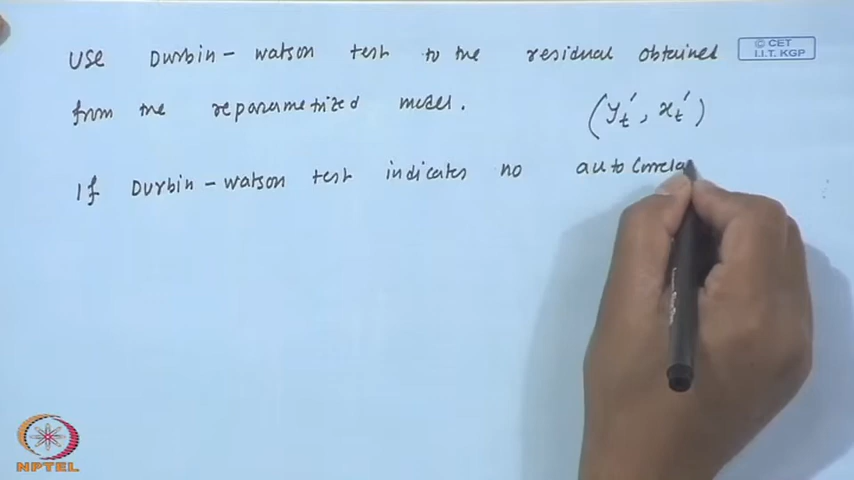 Use Durbin - Watson test to the residual obtained
© CET
I.I.T. KGP
from the reparametrized model. (y_t', x_t')
If Durbin - Watson test indicates no autocorrela
NPTEL